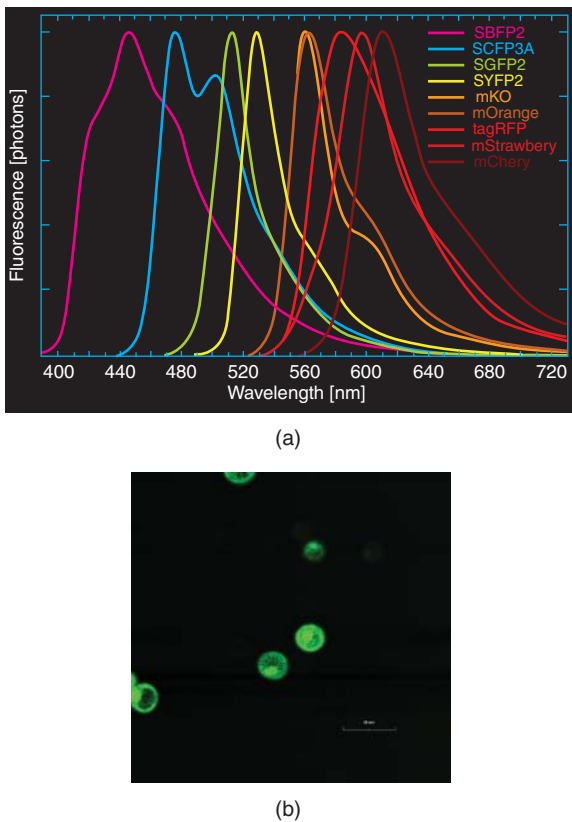 Fluorescence [photons]
SBFP2
SCFP3A
SGFP2
SYFP2
mKO
mOrange
tagRFP
mStrawbery
mChery
400 440 480 520 560 600 640 680 720
Wavelength [nm]
(a)
(b)